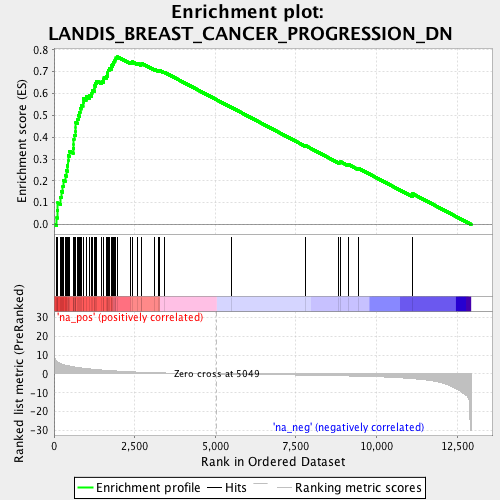 Enrichment plot:
LANDIS_BREAST_CANCER_PROGRESSION_DN
Enrichment score (ES)
0.8
0.7
0.6
0.5
0.4
0.3
0.2
0.1
0.0
'na_pos' (positively correlated)
Ranked list metric (PreRanked)
30
20
10
0
-10
-20
-30
Zero cross at 5049
'na_neg' (negatively correlated)
0
2,500
5,000
7,500
10,000
12,500
Rank in Ordered Dataset
Enrichment profile
Hits
Ranking metric scores